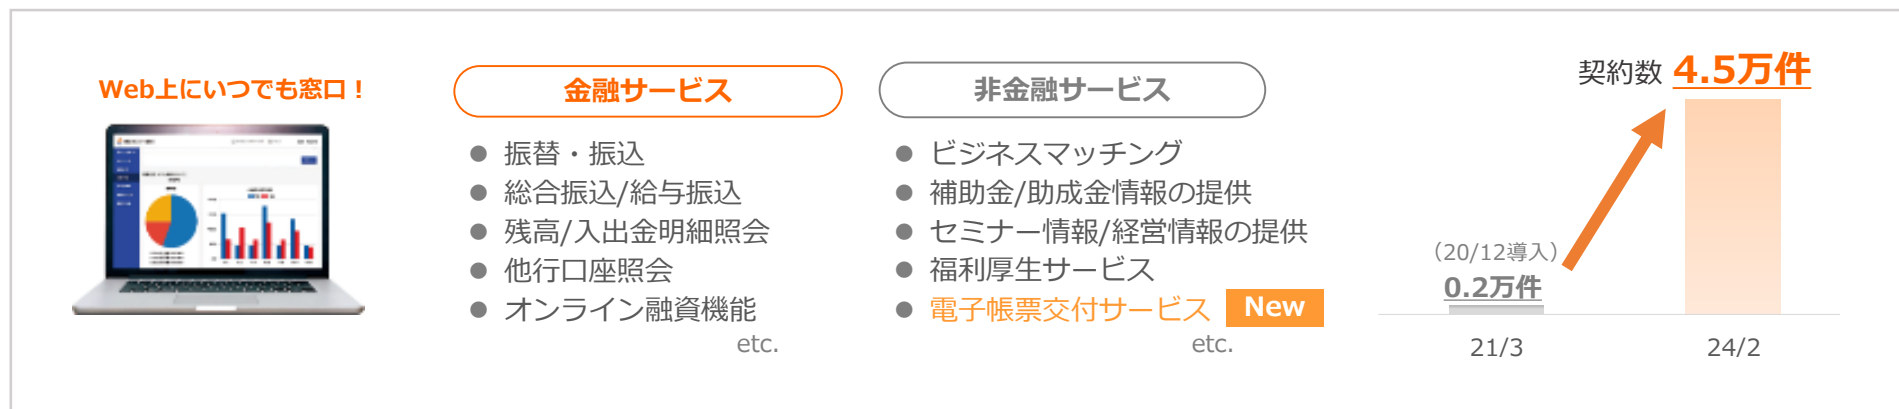 Web上にいつでも窓口！
金融サービス
振替・振込
総合振込/給与振込
残高/入出金明細照会
他行口座照会
オンライン融資機能
etc.
非金融サービス
ビジネスマッチング
補助金/助成金情報の提供
セミナー情報/経営情報の提供
福利厚生サービス
電子帳票交付サービス New
etc.
契約数 4.5万件
（20/12導入）
0.2万件
21/3 24/2